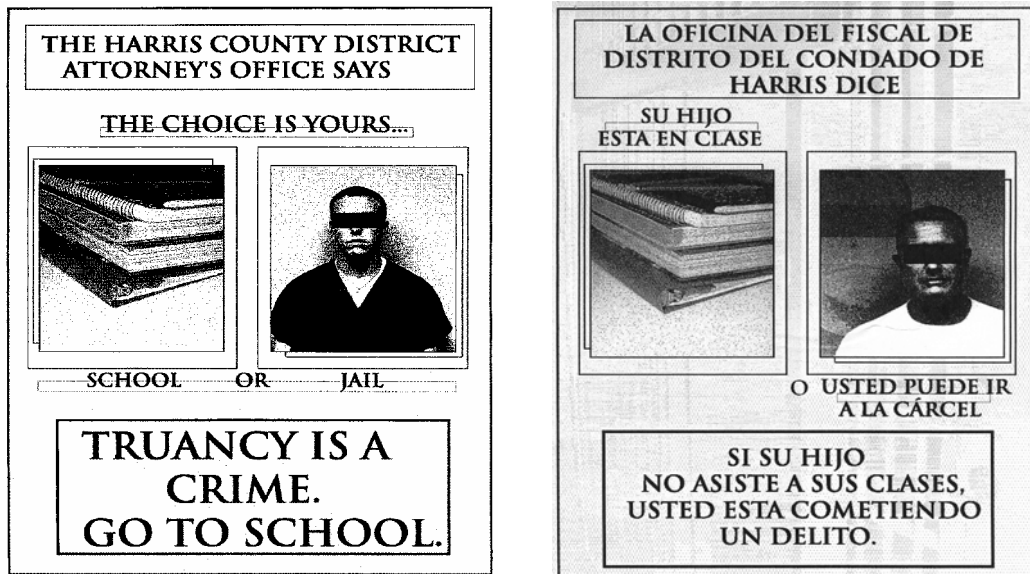 THE HARRIS COUNTY DISTRICT
ATTORNEY'S OFFICE SAYS
THE CHOICE IS YOURS...
SCHOOL OR JAIL
TRUANCY IS A
CRIME.
GO TO SCHOOL.
LA OFICINA DEL FISCAL DE
DISTRITO DEL CONDADO DE
HARRIS DICE
SU HIJO
ESTA EN CLASE
O USTED PUEDE IR
A LA CÁRCEL
SI SU HIJO
NO ASISTE A SUS CLASES,
USTED ESTA COMETIENDO
UN DELITO.